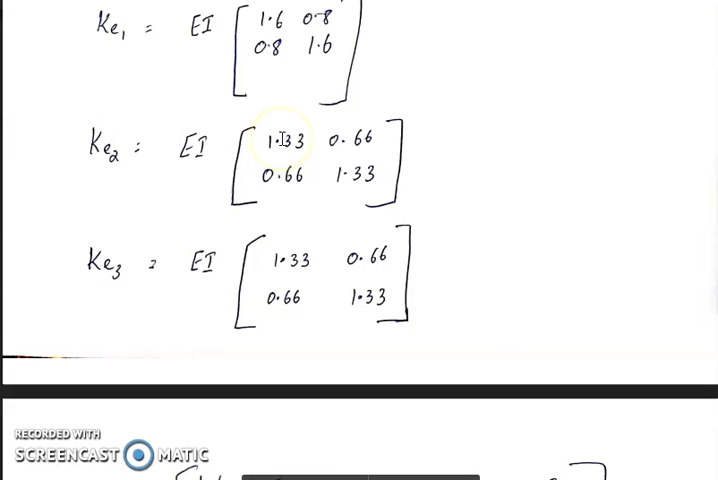 Ke1 = EI [ 1.6 0.8
0.8 1.6 ]
Ke2 = EI [ 1.33 0.66
0.66 1.33 ]
Ke3 = EI [ 1.33 0.66
0.66 1.33 ]
RECORDED WITH
SCREENCAST MATIC